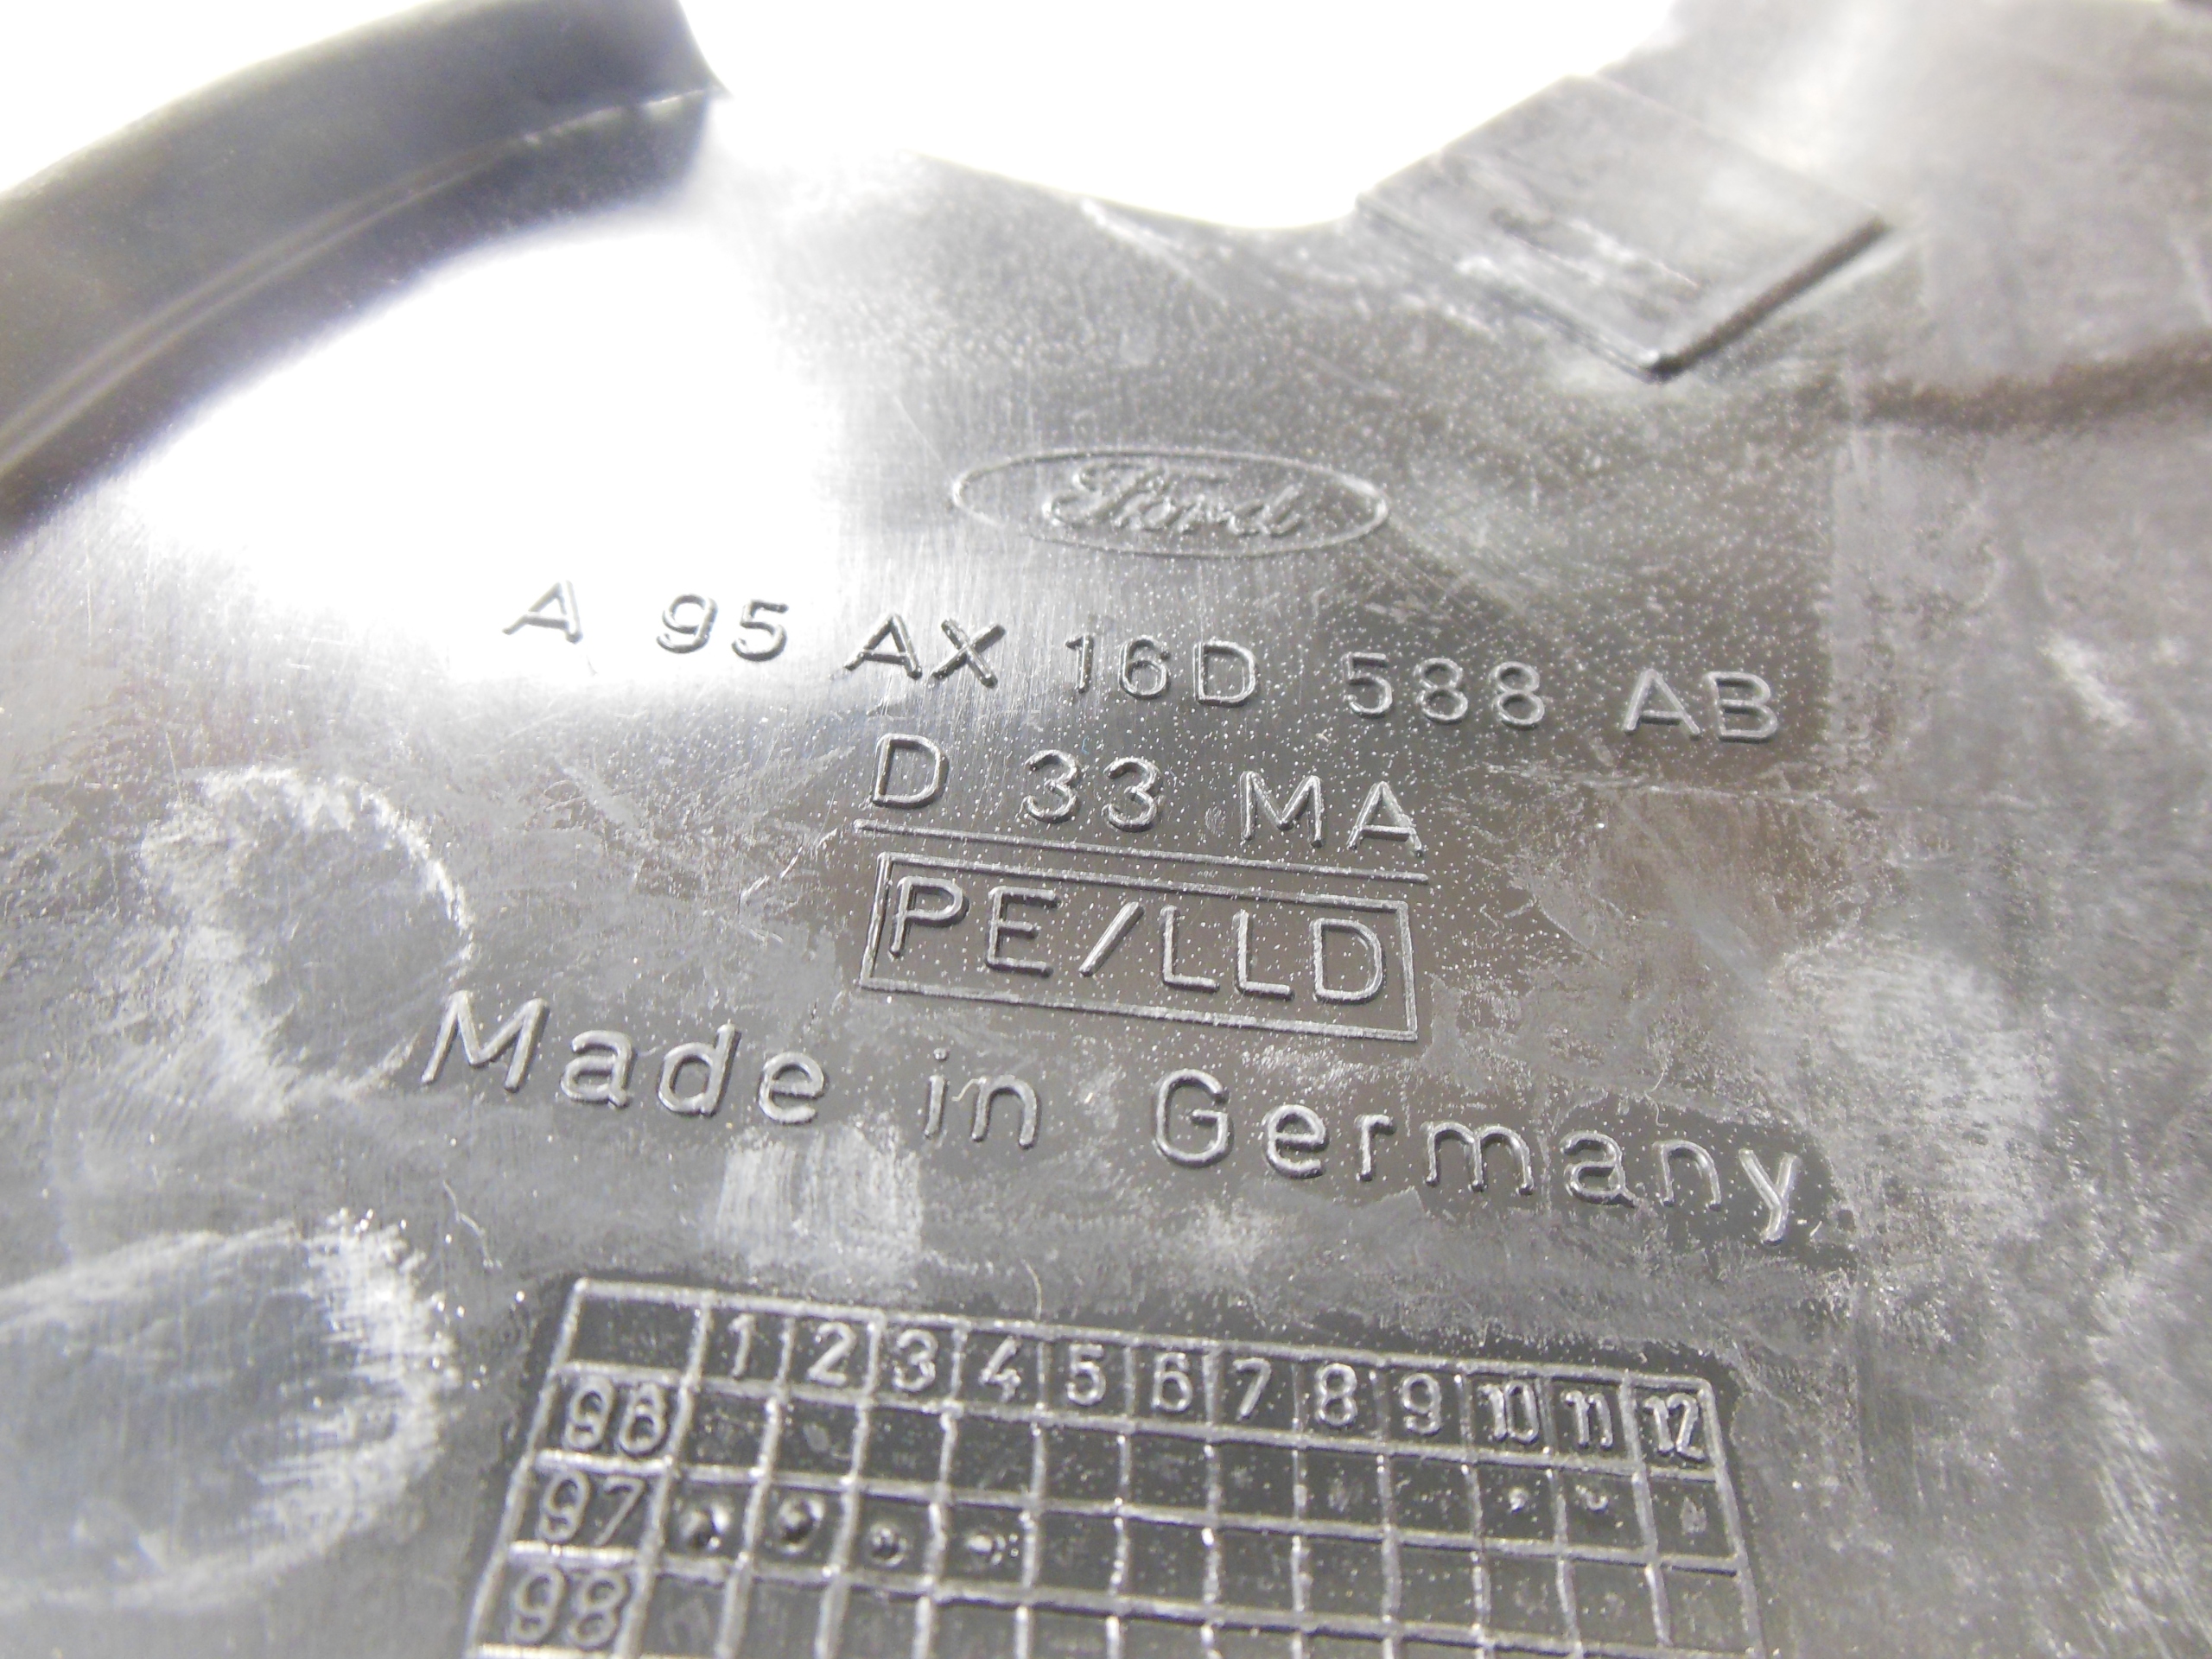 Ford
A 95 AX 16D 588 AB
D 33 MA
PE/LLD
Made in Germany
1 2 3 4 5 6 7 8 9 10 11 12
96
97
98